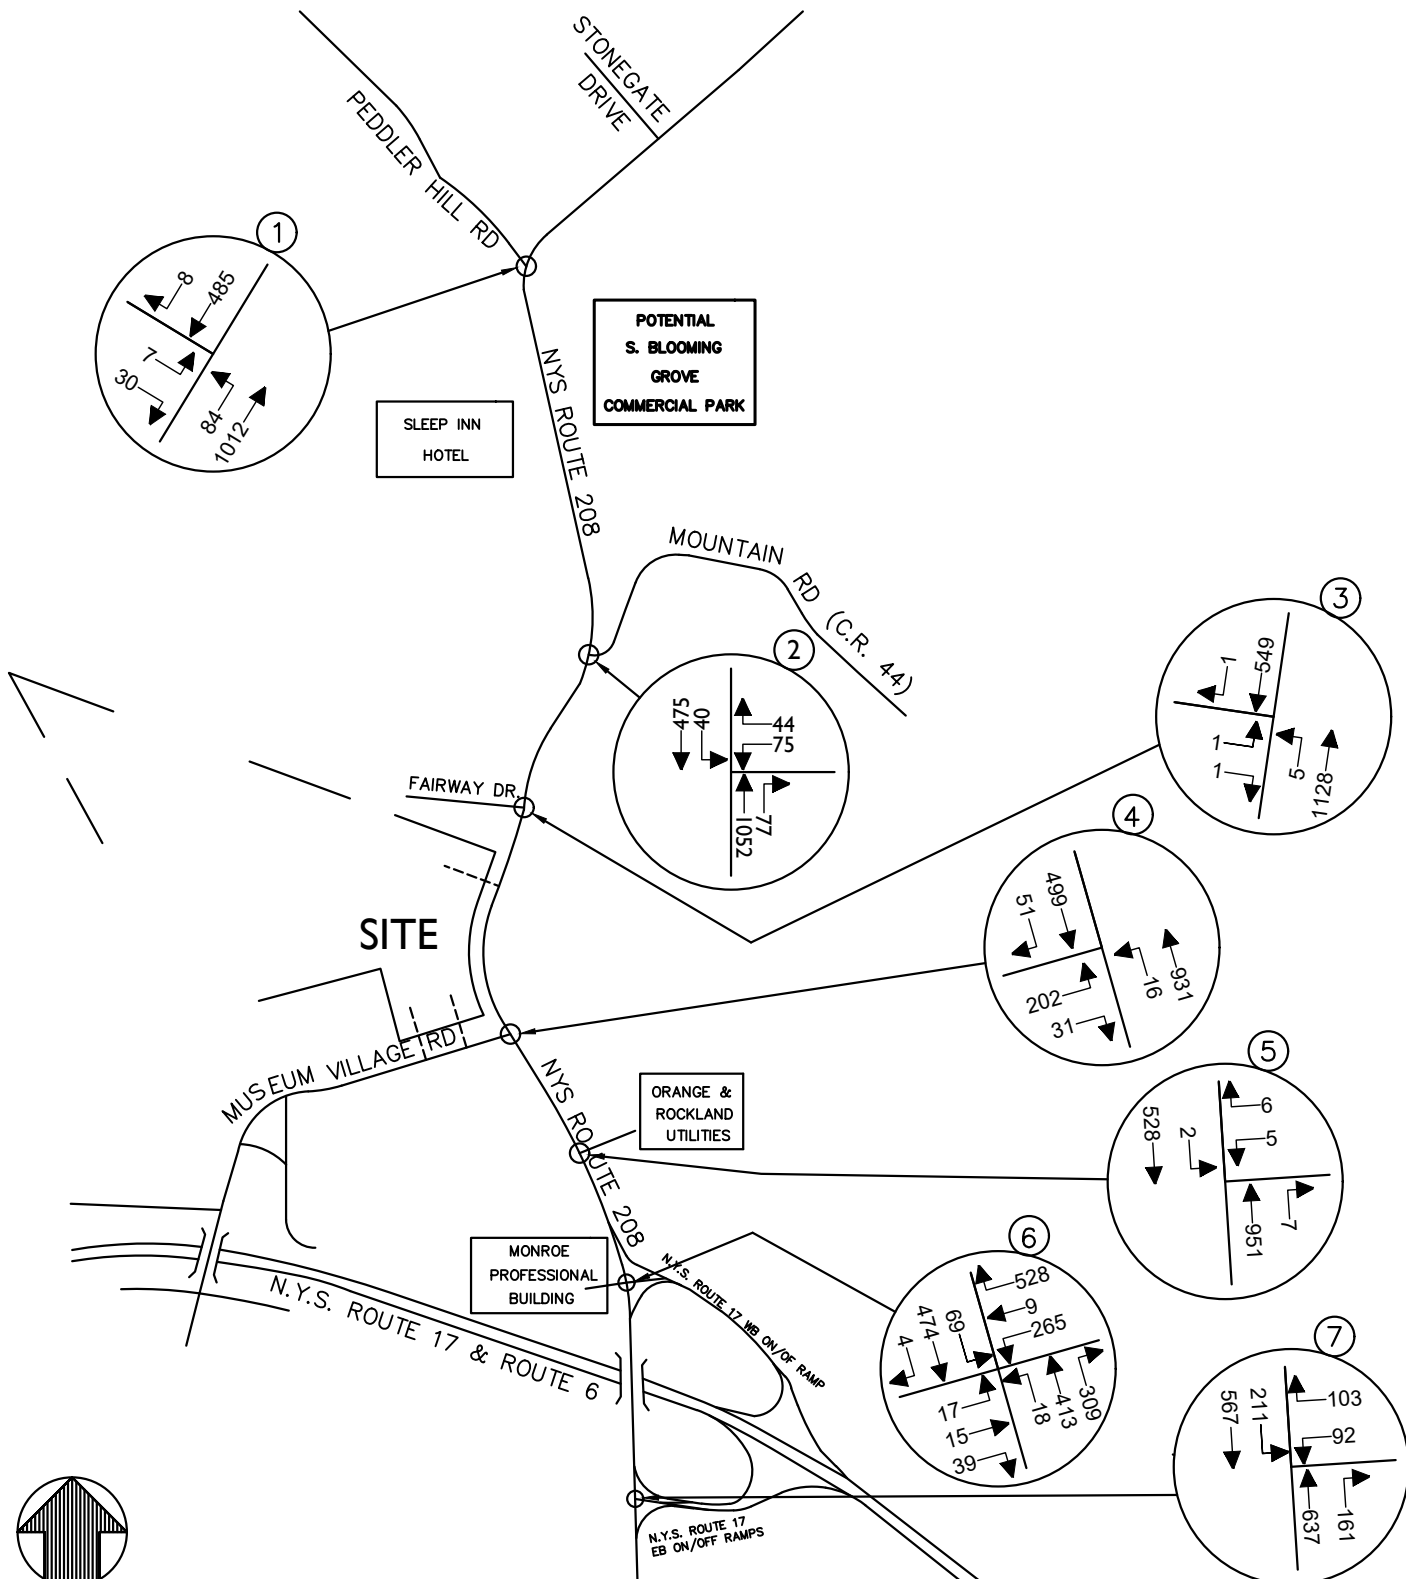 STONEGATE
DRIVE
PEDDLER HILL RD
1
8
485
7
30
84
1012
POTENTIAL
S. BLOOMING
GROVE
COMMERCIAL PARK
NYS ROUTE 208
SLEEP INN
HOTEL
MOUNTAIN RD (C.R. 44)
2
475
40
44
75
77
1052
3
1
549
1
1
5
1128
FAIRWAY DR.
4
51
499
202
31
16
931
SITE
MUSEUM VILLAGE RD
NYS ROUTE 208
ORANGE &
ROCKLAND
UTILITIES
5
528
2
6
5
951
7
MONROE
PROFESSIONAL
BUILDING
6
4
474
69
528
9
265
17
15
39
18
413
309
N.Y.S. ROUTE 17 WB ON/OF RAMP
N.Y.S. ROUTE 17 & ROUTE 6
7
567
211
103
92
637
161
N.Y.S. ROUTE 17
EB ON/OFF RAMPS